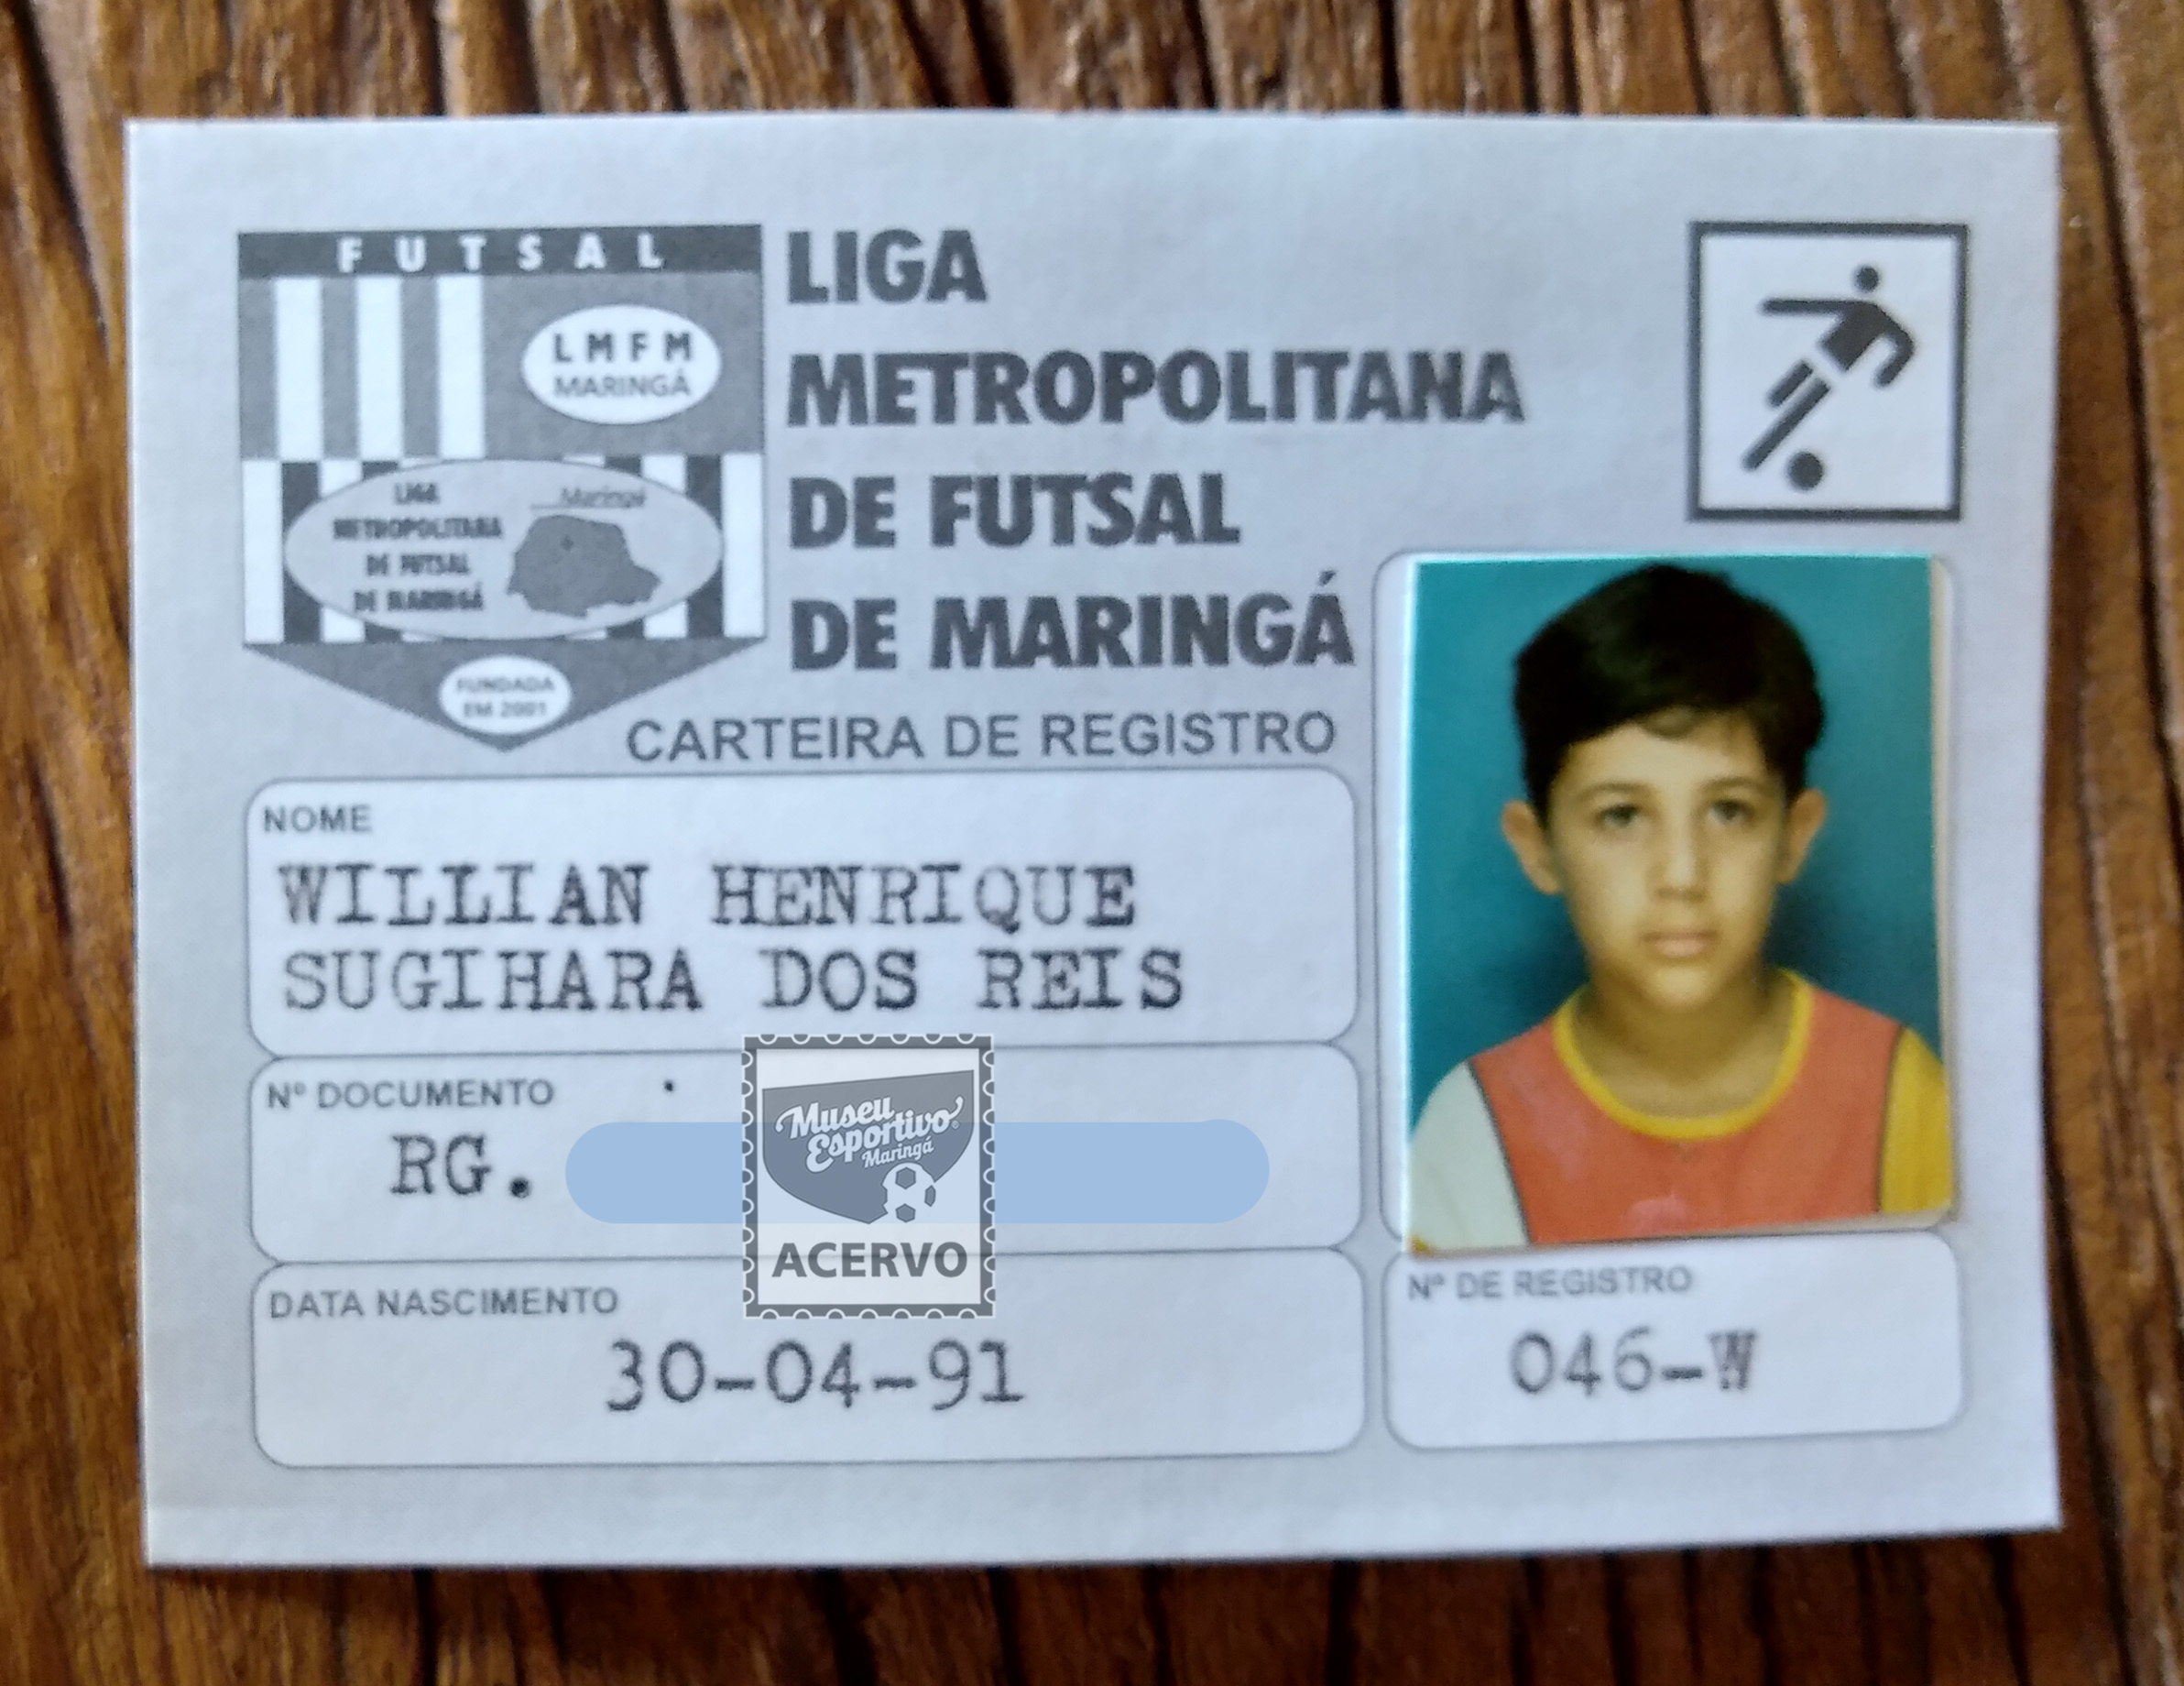 FUTSAL
LMFM
MARINGÁ
LIGA
METROPOLITANA
DE FUTSAL
DE MARINGÁ
Maringá
FUNDADA
EM 2001
LIGA
METROPOLITANA
DE FUTSAL
DE MARINGÁ
CARTEIRA DE REGISTRO
NOME
WILLIAN HENRIQUE
SUGIHARA DOS REIS
Nº DOCUMENTO
RG.
Museu
Esportivo
Maringá
ACERVO
DATA NASCIMENTO
30-04-91
Nº DE REGISTRO
046-W